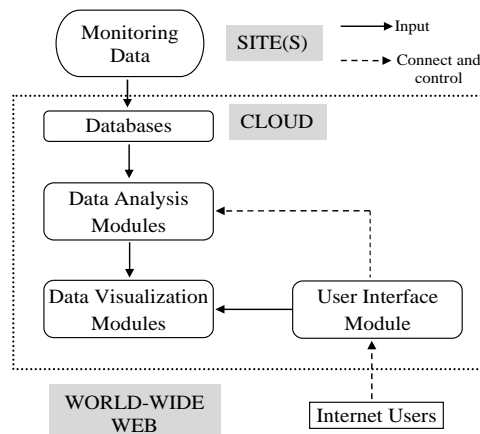 Monitoring
Data
SITE(S)
Input
Connect and
control
Databases
CLOUD
Data Analysis
Modules
Data Visualization
Modules
User Interface
Module
WORLD-WIDE
WEB
Internet Users